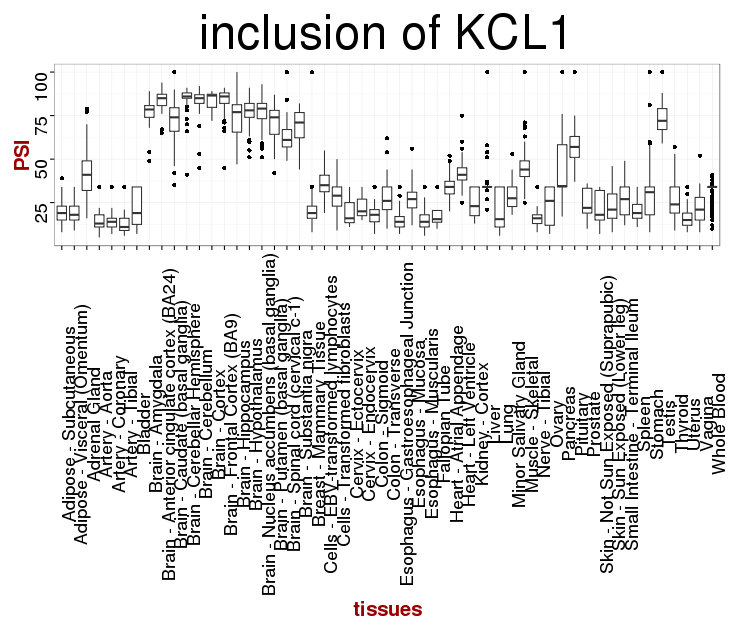 inclusion of KCL1
PSI
100
75
50
25
Adipose - Subcutaneous
Adipose - Visceral (Omentum)
Adrenal Gland
Artery - Aorta
Artery - Coronary
Artery - Tibial
Bladder
Brain - Amygdala
Brain - Anterior cingulate cortex (BA24)
Brain - Caudate (basal ganglia)
Brain - Cerebellar Hemisphere
Brain - Cerebellum
Brain - Cortex
Brain - Frontal Cortex (BA9)
Brain - Hippocampus
Brain - Hypothalamus
Brain - Nucleus accumbens (basal ganglia)
Brain - Putamen (basal ganglia)
Brain - Spinal cord (cervical c-1)
Brain - Substantia nigra
Breast - Mammary Tissue
Cells - EBV-transformed lymphocytes
Cells - Transformed fibroblasts
Cervix - Ectocervix
Cervix - Endocervix
Colon - Sigmoid
Colon - Transverse
Esophagus - Gastroesophageal Junction
Esophagus - Mucosa
Esophagus - Muscularis
Fallopian Tube
Heart - Atrial Appendage
Heart - Left Ventricle
Kidney - Cortex
Liver
Lung
Minor Salivary Gland
Muscle - Skeletal
Nerve - Tibial
Ovary
Pancreas
Pituitary
Prostate
Skin - Not Sun Exposed (Suprapubic)
Skin - Sun Exposed (Lower leg)
Small Intestine - Terminal Ileum
Spleen
Stomach
Testis
Thyroid
Uterus
Vagina
Whole Blood
tissues